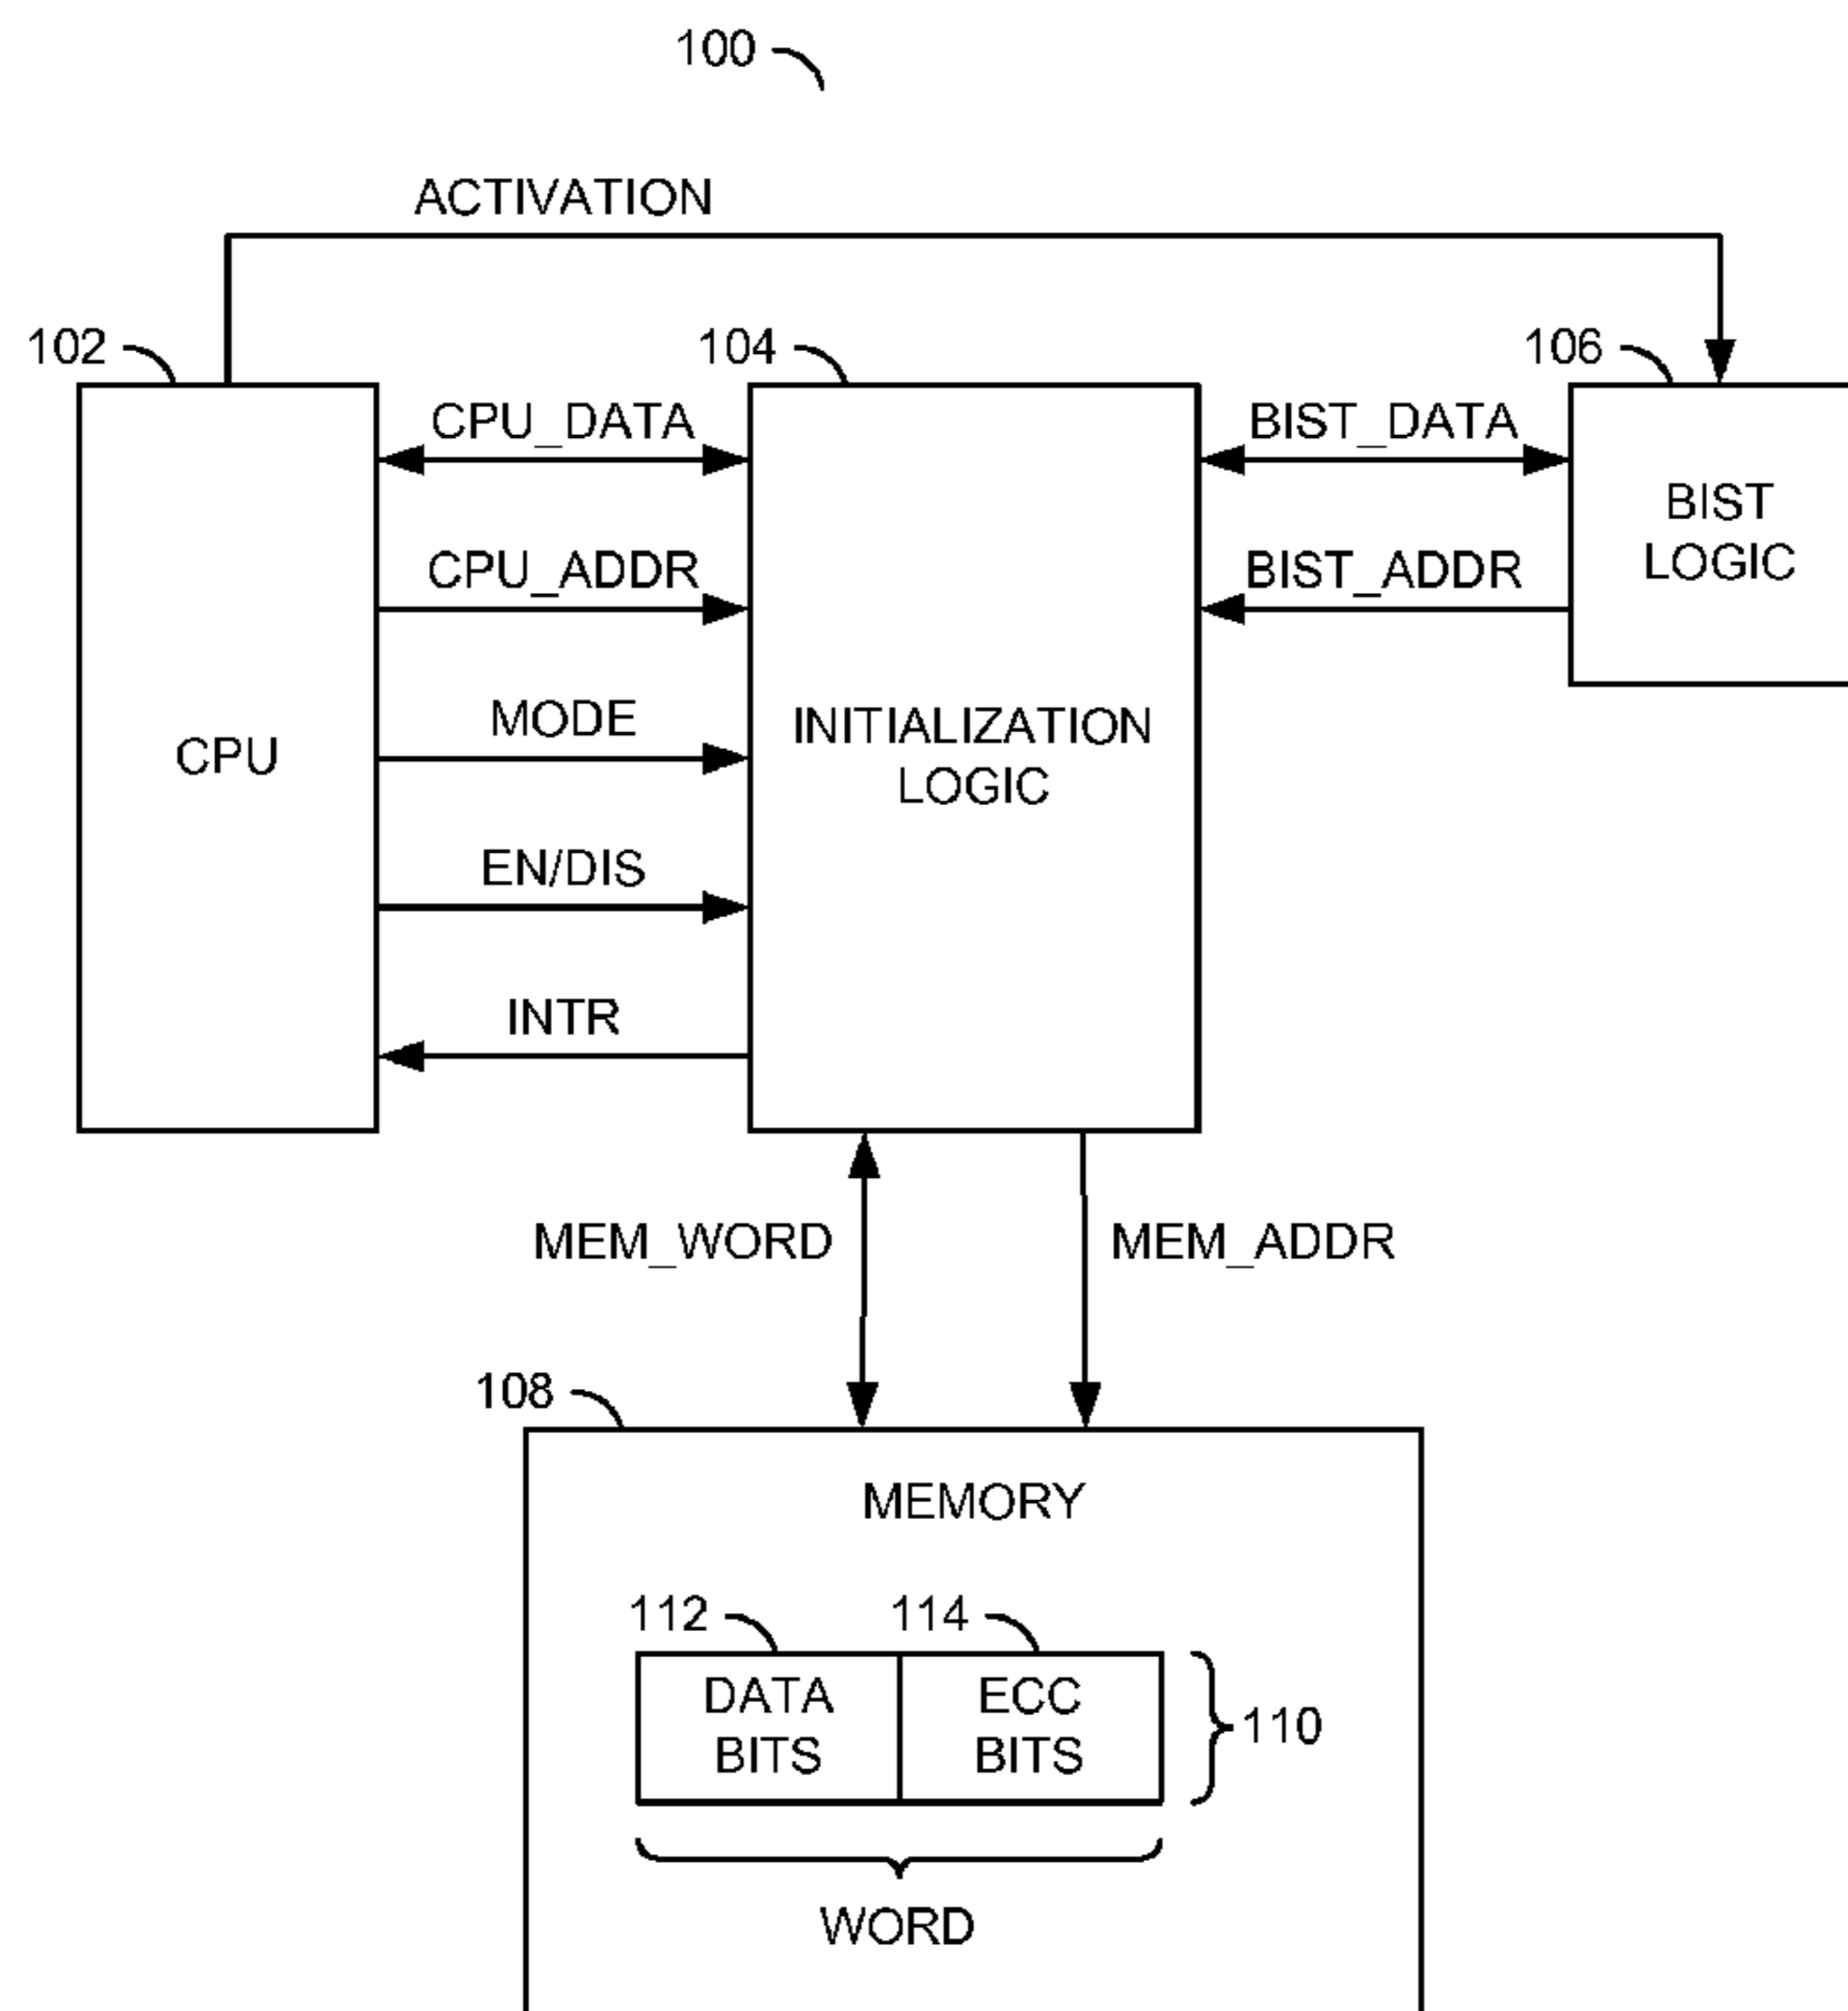 100
ACTIVATION
102
104
106
CPU_DATA
BIST_DATA
CPU_ADDR
BIST_ADDR
BIST
LOGIC
MODE
CPU
INITIALIZATION
LOGIC
EN/DIS
INTR
MEM_WORD
MEM_ADDR
108
MEMORY
112
114
DATA
BITS
ECC
BITS
110
WORD